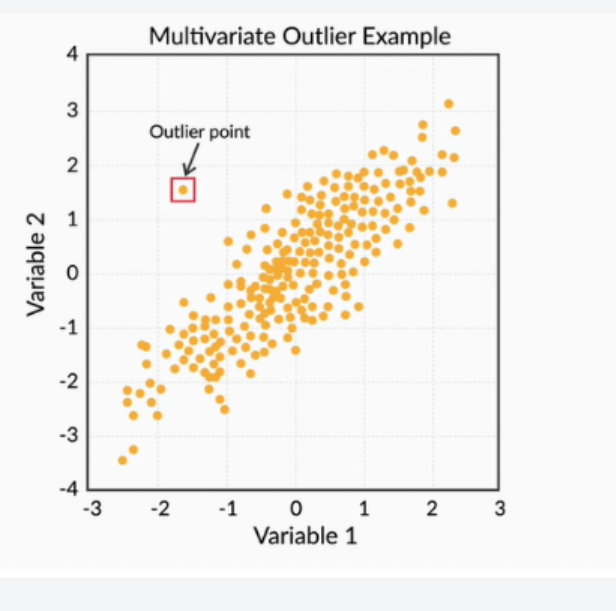 Multivariate Outlier Example
4
3
2
1
0
-1
-2
-3
-4
Variable 2
Outlier point
-3 -2 -1 0 1 2 3
Variable 1